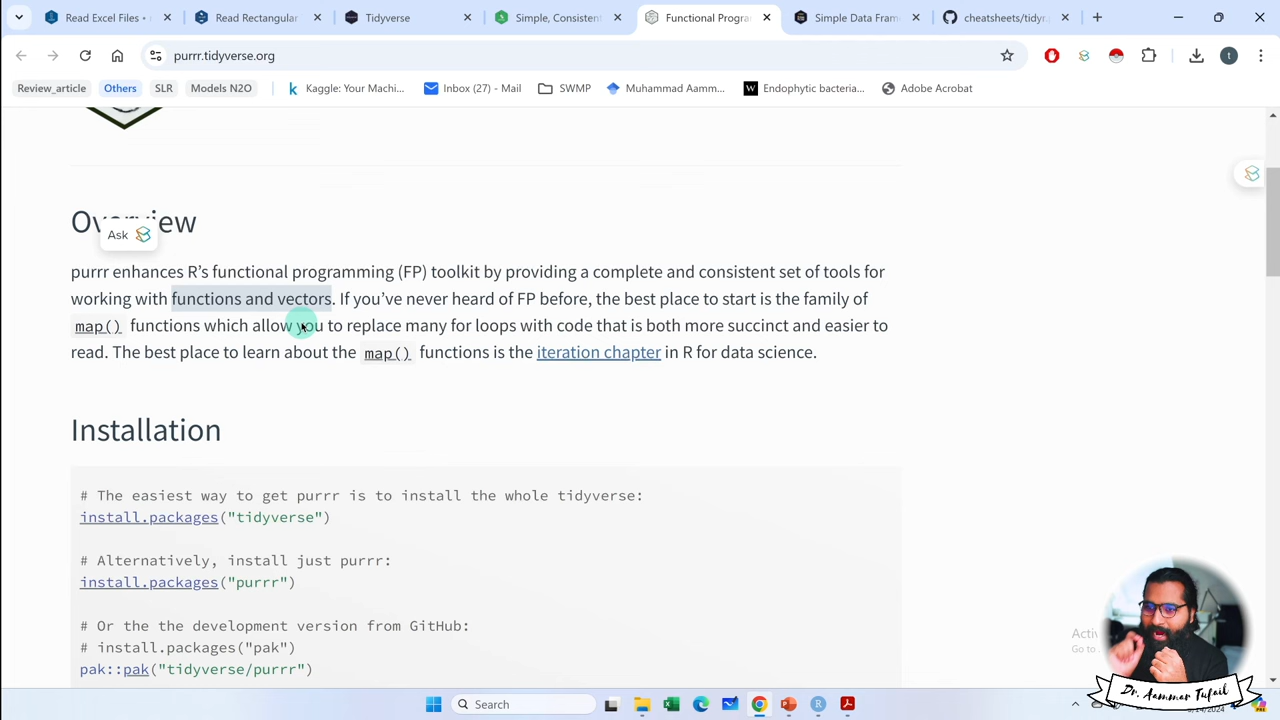 Read Excel Files •
Read Rectangular
Tidyverse
Simple, Consistent
Functional Progra
Simple Data Fram
cheatsheets/tidyr.
purrr.tidyverse.org
t
Review_article
Others
SLR
Models N2O
Kaggle: Your Machi...
Inbox (27) - Mail
SWMP
Muhammad Aamm...
W
Endophytic bacteria...
Adobe Acrobat
Overview
Ask
purrr enhances R’s functional programming (FP) toolkit by providing a complete and consistent set of tools for
working with functions and vectors. If you’ve never heard of FP before, the best place to start is the family of
map() functions which allow you to replace many for loops with code that is both more succinct and easier to
read. The best place to learn about the map() functions is the iteration chapter in R for data science.
Installation
# The easiest way to get purrr is to install the whole tidyverse:
install.packages("tidyverse")
# Alternatively, install just purrr:
install.packages("purrr")
# Or the the development version from GitHub:
# install.packages("pak")
pak::pak("tidyverse/purrr")
Activ
Go to
Dr. Aammar Tufail
Search